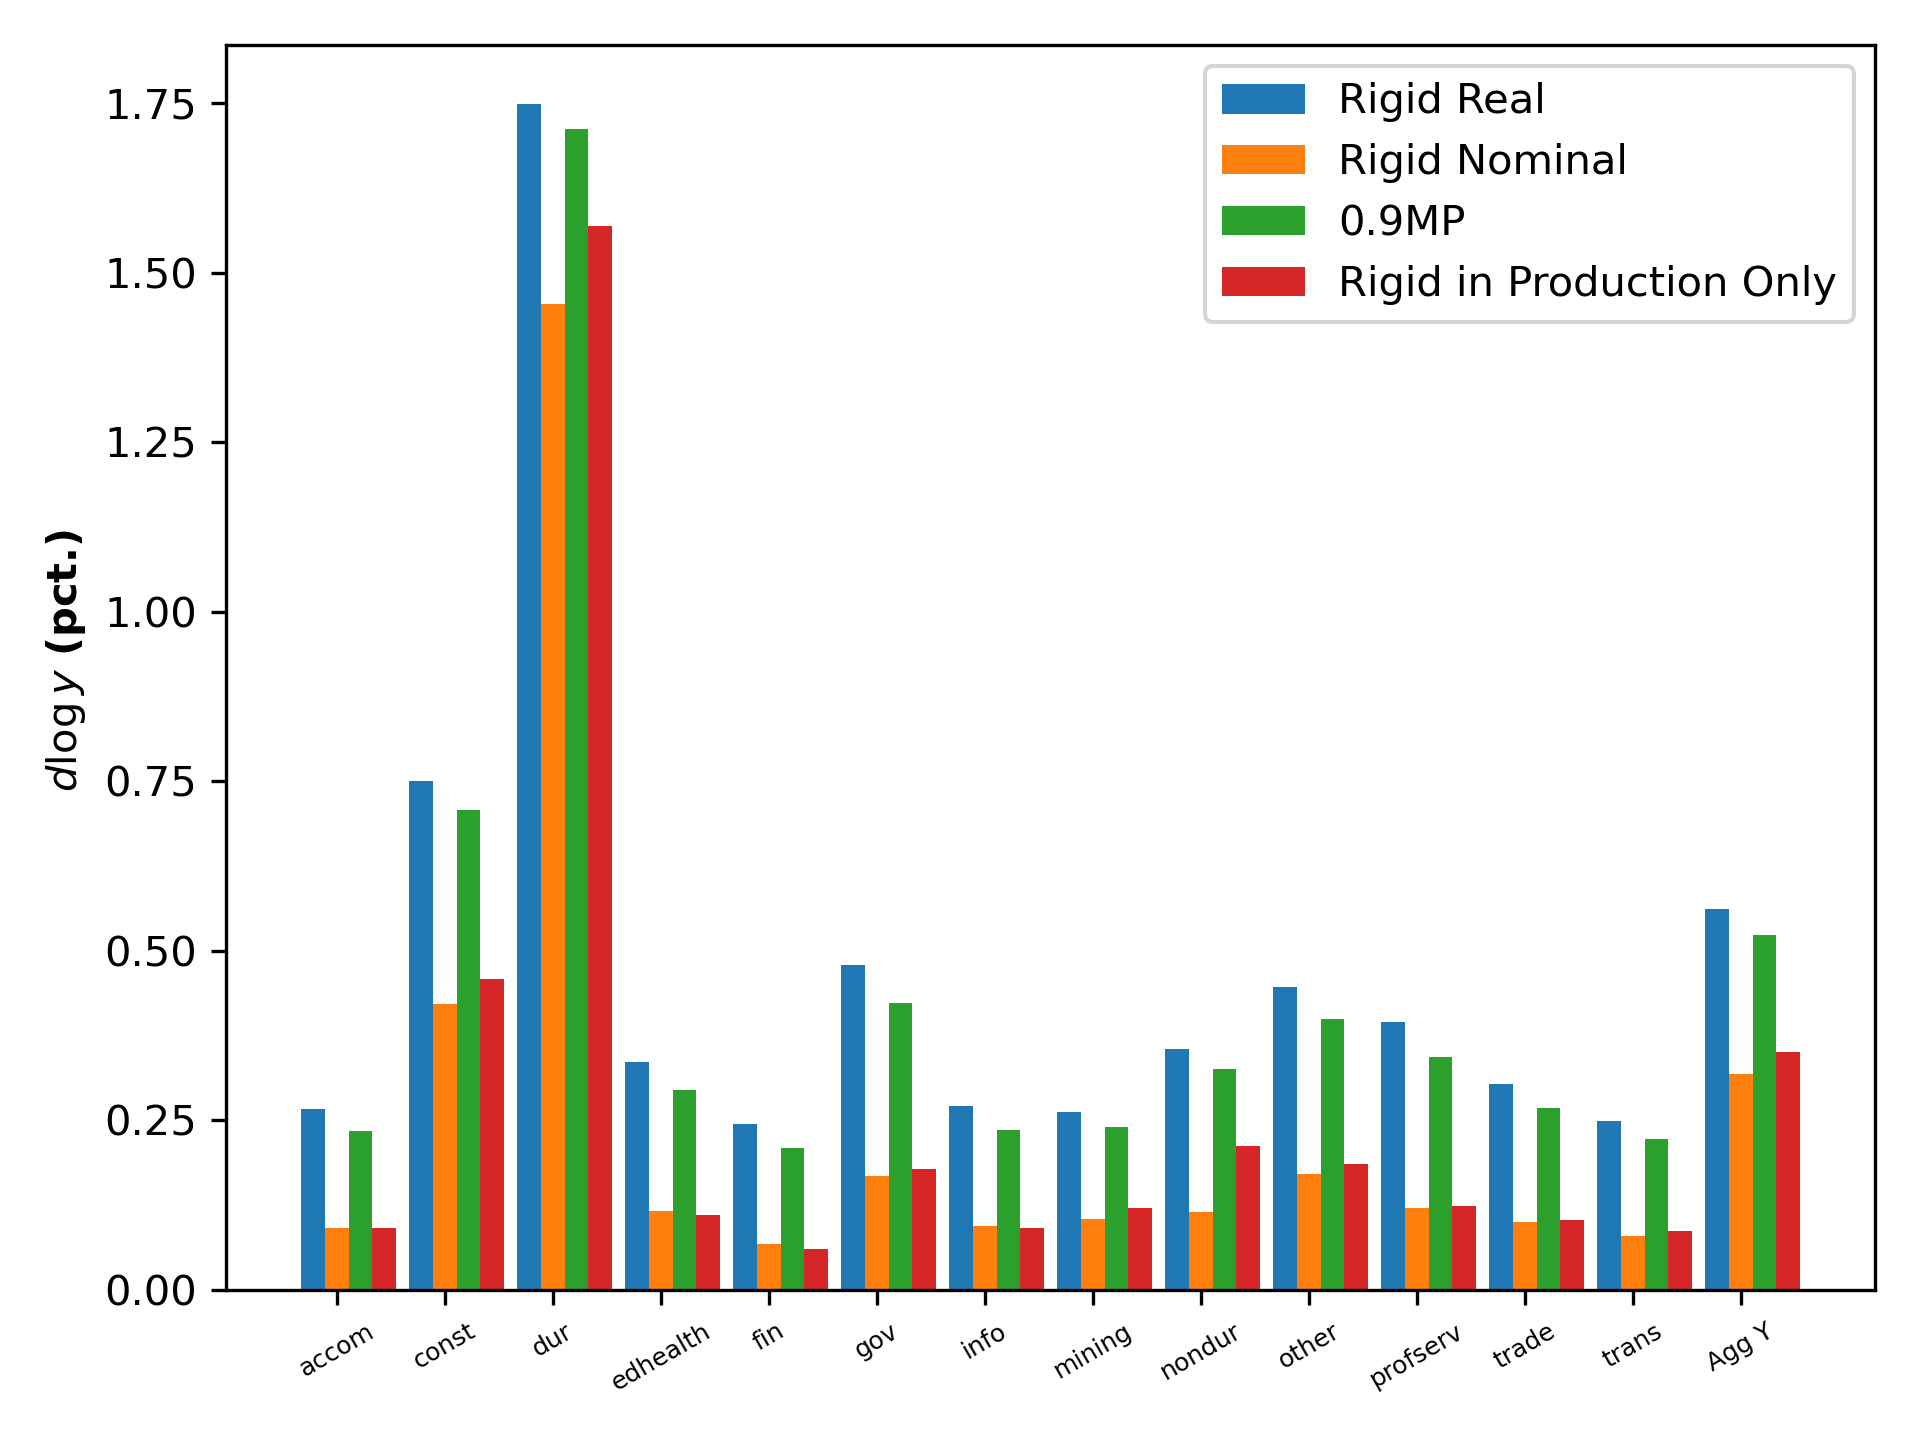 Rigid Real
Rigid Nominal
0.9MP
Rigid in Production Only
1.75
1.50
1.25
1.00
0.75
0.50
0.25
0.00
dlog y (pct.)
accom
const
dur
edhealth
fin
gov
info
mining
nondur
other
profserv
trade
trans
Agg Y